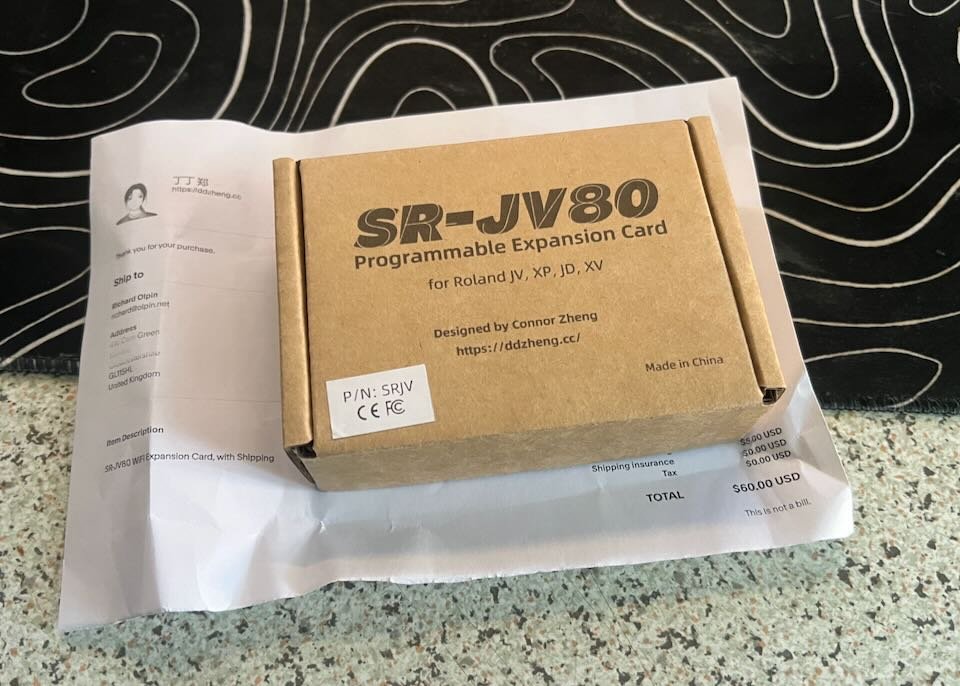 丁丁 郑
https://ddzheng.cc
Thank you for your purchase.
Ship to
Richard Olpin
richard@olpin.net
Address
Com Green
GL115HL
United Kingdom
Item Description
SR-JV80 WIFI Expansion Card, with Shipping
SR-JV80
Programmable Expansion Card
for Roland JV, XP, JD, XV
Designed by Connor Zheng
https://ddzheng.cc/
Made in China
P/N: SRJV
CE FC
$5.00 USD
Shipping insurance $0.00 USD
Tax $0.00 USD
TOTAL $60.00 USD
This is not a bill.